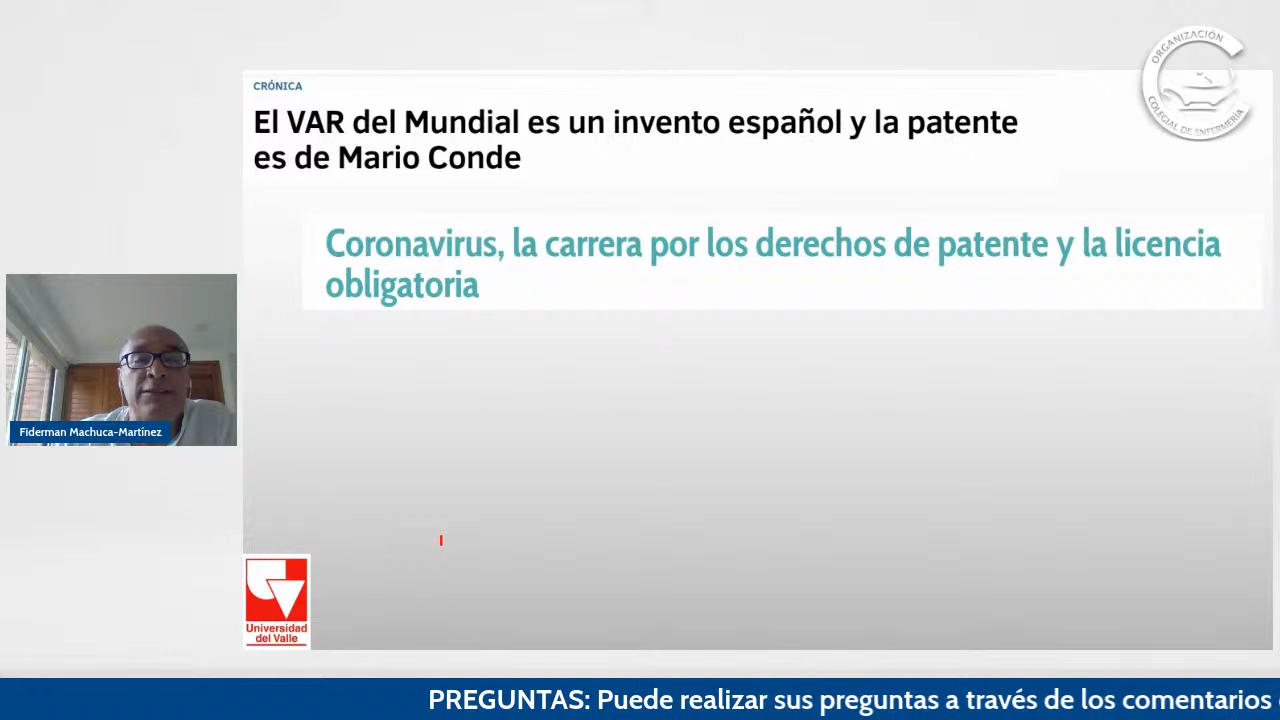 ORGANIZACIÓN
COLEGIAL DE ENFERMERÍA
CRÓNICA
El VAR del Mundial es un invento español y la patente
es de Mario Conde
Coronavirus, la carrera por los derechos de patente y la licencia
obligatoria
Fiderman Machuca-Martínez
Universidad
del Valle
PREGUNTAS: Puede realizar sus preguntas a través de los comentarios